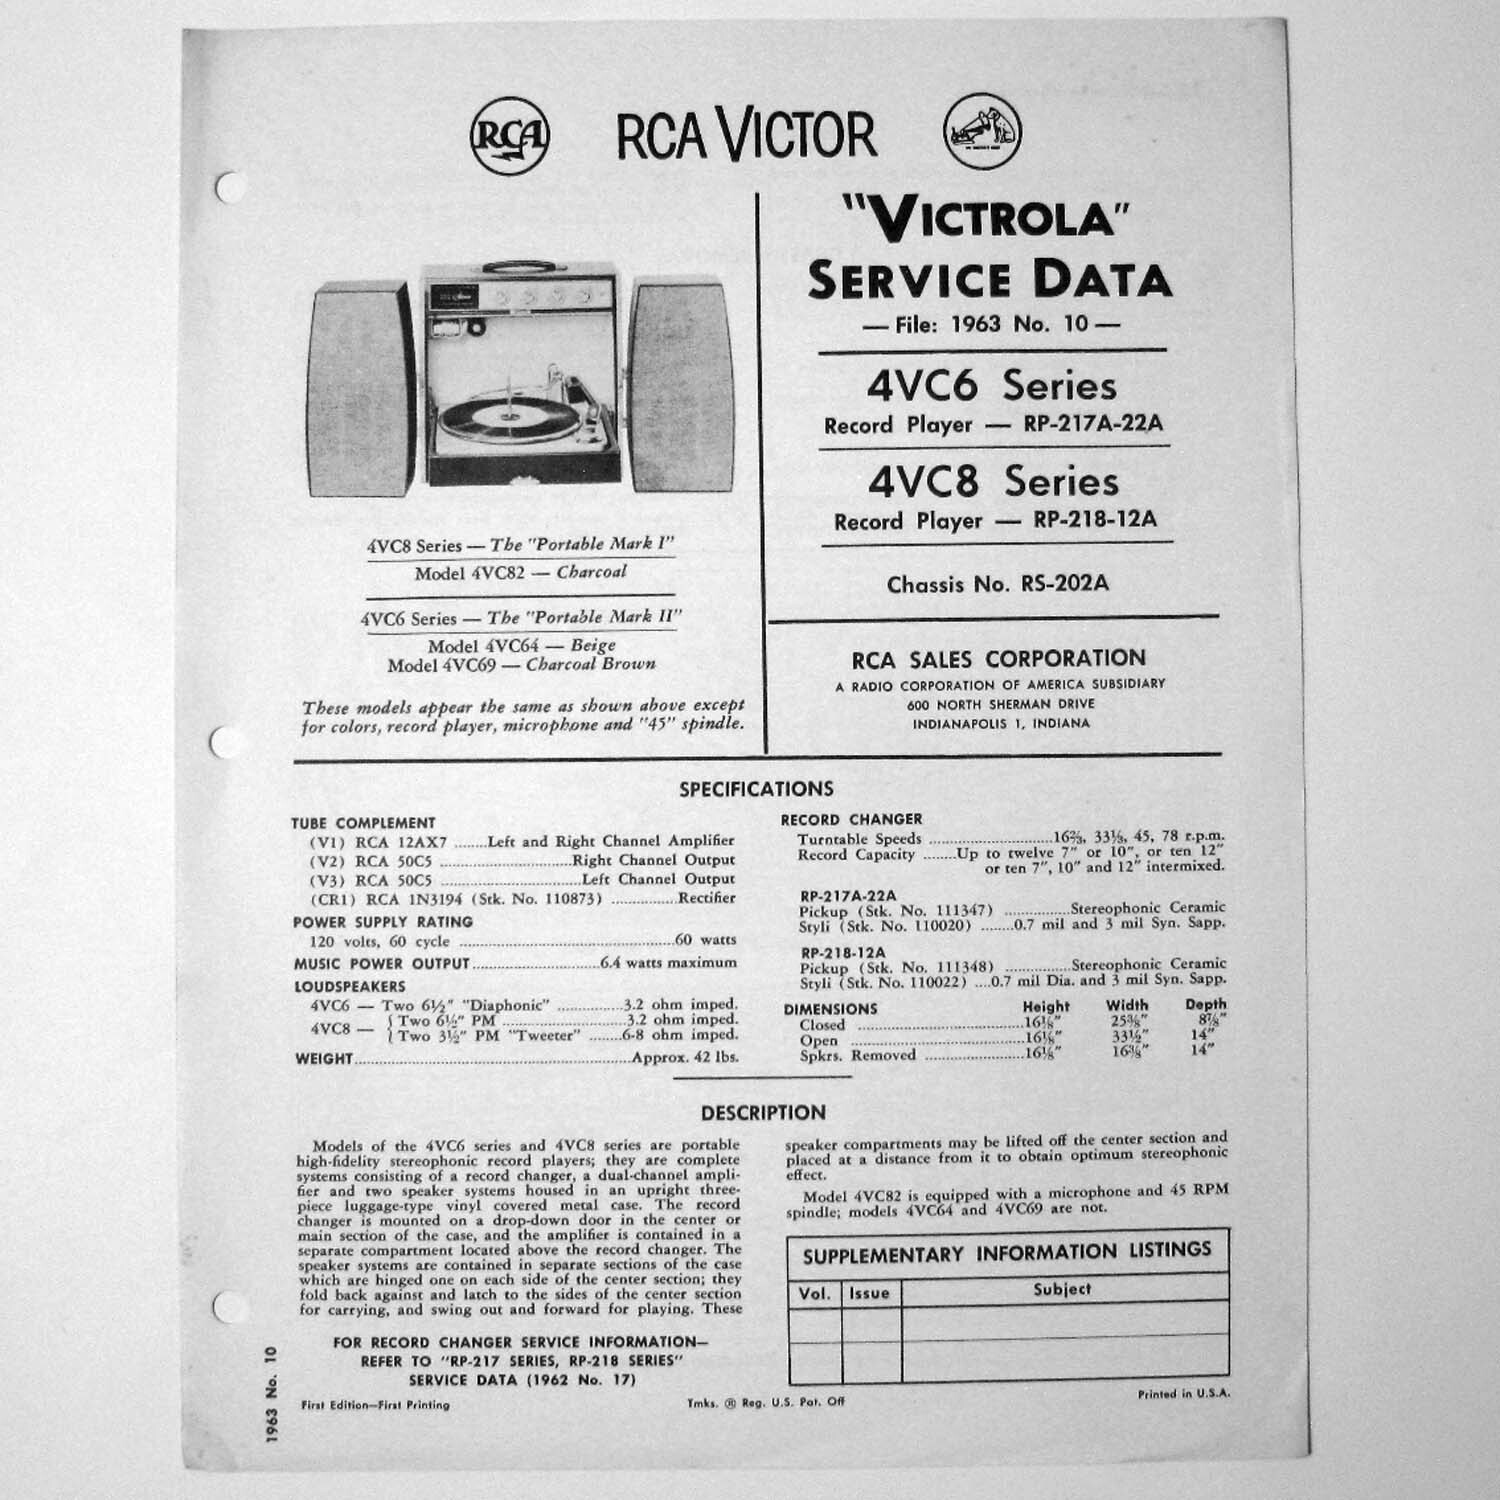 RCA
RCA VICTOR
"VICTROLA"
SERVICE DATA
— File: 1963 No. 10 —
4VC6 Series
Record Player — RP-217A-22A
4VC8 Series
Record Player — RP-218-12A
Chassis No. RS-202A
RCA SALES CORPORATION
A RADIO CORPORATION OF AMERICA SUBSIDIARY
600 NORTH SHERMAN DRIVE
INDIANAPOLIS 1, INDIANA
4VC8 Series — The "Portable Mark I"
Model 4VC82 — Charcoal
4VC6 Series — The "Portable Mark II"
Model 4VC64 — Beige
Model 4VC69 — Charcoal Brown
These models appear the same as shown above except
for colors, record player, microphone and "45" spindle.
SPECIFICATIONS
TUBE COMPLEMENT
(V1) RCA 12AX7 .......Left and Right Channel Amplifier
(V2) RCA 50C5 ............................Right Channel Output
(V3) RCA 50C5 ..............................Left Channel Output
(CR1) RCA 1N3194 (Stk. No. 110873) ..............Rectifier
POWER SUPPLY RATING
120 volts, 60 cycle ..............................................60 watts
MUSIC POWER OUTPUT...........................6.4 watts maximum
LOUDSPEAKERS
4VC6 — Two 6½" "Diaphonic" ..............3.2 ohm imped.
4VC8 — { Two 6½" PM ..........................3.2 ohm imped.
{ Two 3½" PM "Tweeter" .......6-8 ohm imped.
WEIGHT...........................................................Approx. 42 lbs.
RECORD CHANGER
Turntable Speeds ..........................16⅔, 33⅓, 45, 78 r.p.m.
Record Capacity .......Up to twelve 7" or 10", or ten 12"
or ten 7", 10" and 12" intermixed.
RP-217A-22A
Pickup (Stk. No. 111347) ..............Stereophonic Ceramic
Styli (Stk. No. 110020) .......0.7 mil and 3 mil Syn. Sapp.
RP-218-12A
Pickup (Stk. No. 111348) ..............Stereophonic Ceramic
Styli (Stk. No. 110022) ....0.7 mil Dia. and 3 mil Syn. Sapp.
DIMENSIONS Height Width Depth
Closed ...................................16⅛" 25⅜" 8⅞"
Open .....................................16⅛" 33½" 14"
Spkrs. Removed .....................16⅛" 16⅜" 14"
DESCRIPTION
Models of the 4VC6 series and 4VC8 series are portable
high-fidelity stereophonic record players; they are complete
systems consisting of a record changer, a dual-channel ampli-
fier and two speaker systems housed in an upright three-
piece luggage-type vinyl covered metal case. The record
changer is mounted on a drop-down door in the center or
main section of the case, and the amplifier is contained in a
separate compartment located above the record changer. The
speaker systems are contained in separate sections of the case
which are hinged one on each side of the center section; they
fold back against and latch to the sides of the center section
for carrying, and swing out and forward for playing. These
speaker compartments may be lifted off the center section and
placed at a distance from it to obtain optimum stereophonic
effect.
Model 4VC82 is equipped with a microphone and 45 RPM
spindle; models 4VC64 and 4VC69 are not.
FOR RECORD CHANGER SERVICE INFORMATION—
REFER TO "RP-217 SERIES, RP-218 SERIES"
SERVICE DATA (1962 No. 17)
SUPPLEMENTARY INFORMATION LISTINGS
Vol. Issue Subject
1963 No. 10
First Edition—First Printing
Tmks. ® Reg. U.S. Pat. Off
Printed in U.S.A.